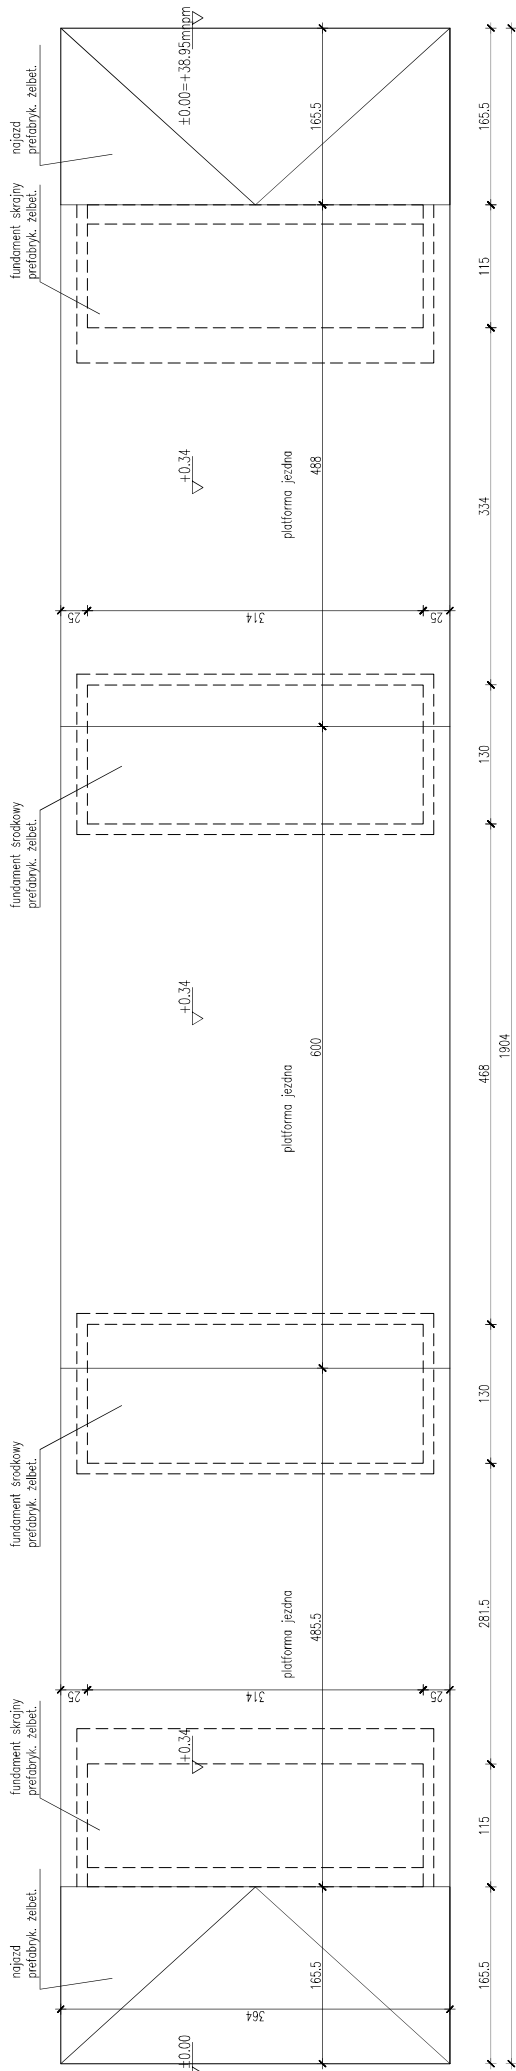 najazd
prefabryk. żelbet.
fundament skrajny
prefabryk. żelbet.
fundament środkowy
prefabryk. żelbet.
fundament środkowy
prefabryk. żelbet.
fundament skrajny
prefabryk. żelbet.
najazd
prefabryk. żelbet.
±0.00
+0.34
+0.34
+0.34
±0.00=+38.95mnpm
364
25
314
25
25
314
25
platforma jezdna
platforma jezdna
platforma jezdna
165.5
485.5
600
488
165.5
165.5
115
281.5
130
468
130
334
115
165.5
1904